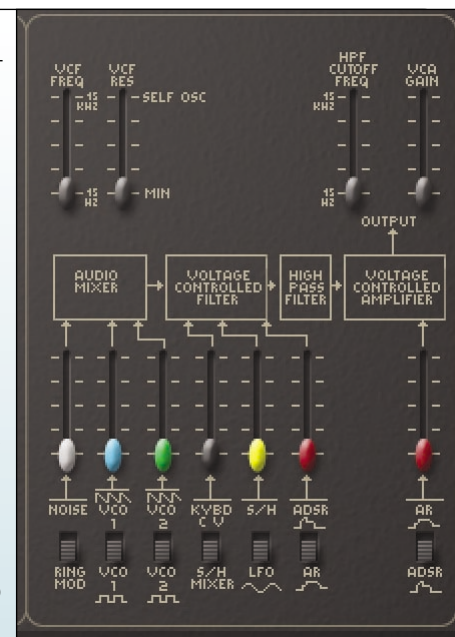 VCF
FREQ
VCF
RES
HPF
CUTOFF
FREQ
VCA
GAIN
15
KHZ
SELF OSC
15
KHZ
15
HZ
MIN
15
HZ
OUTPUT
AUDIO
MIXER
VOLTAGE
CONTROLLED
FILTER
HIGH
PASS
FILTER
VOLTAGE
CONTROLLED
AMPLIFIER
NOISE
VCO
1
VCO
2
KYBD
C V
S/H
ADSR
AR
RING
MOD
VCO
1
VCO
2
S/H
MIXER
LFO
AR
ADSR